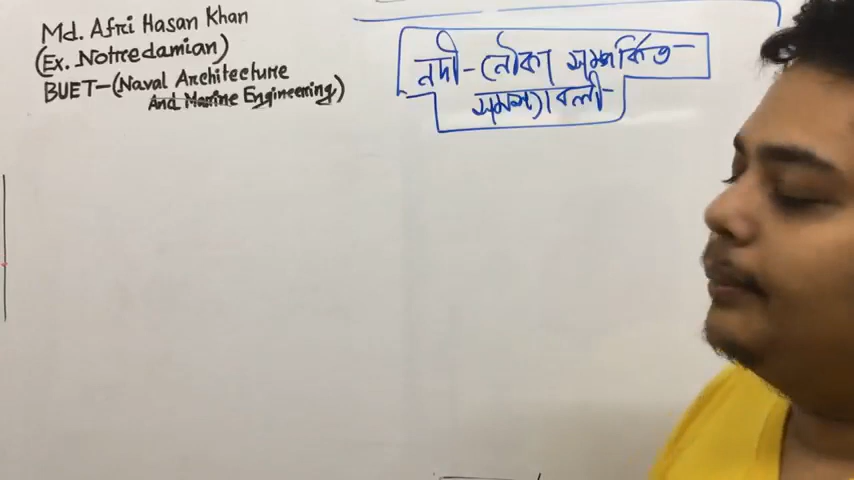 Md. Afri Hasan Khan
(Ex. Notredamian)
BUET-(Naval Architecture
And Marine Engineering)
নদী-নৌকা সম্পর্কিত
সমস্যাবলী